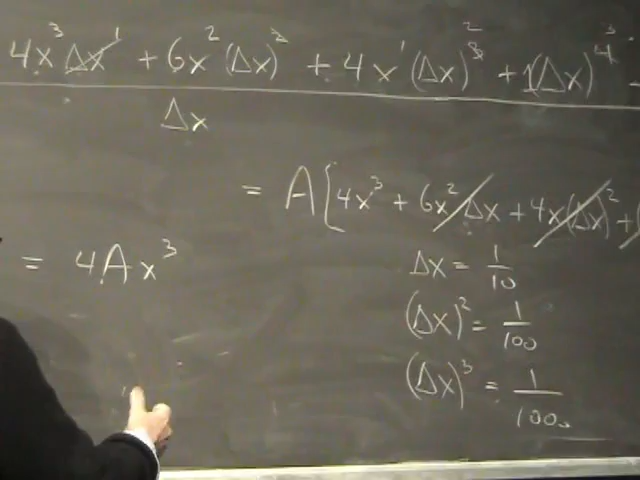 4x³Δx¹ + 6x²(Δx)² + 4x¹(Δx)² + 1(Δx)³
Δx
= A[4x³ + 6x²Δx + 4x(Δx)² +
= 4Ax³
Δx = 1/10
(Δx)² = 1/100
(Δx)³ = 1/1000